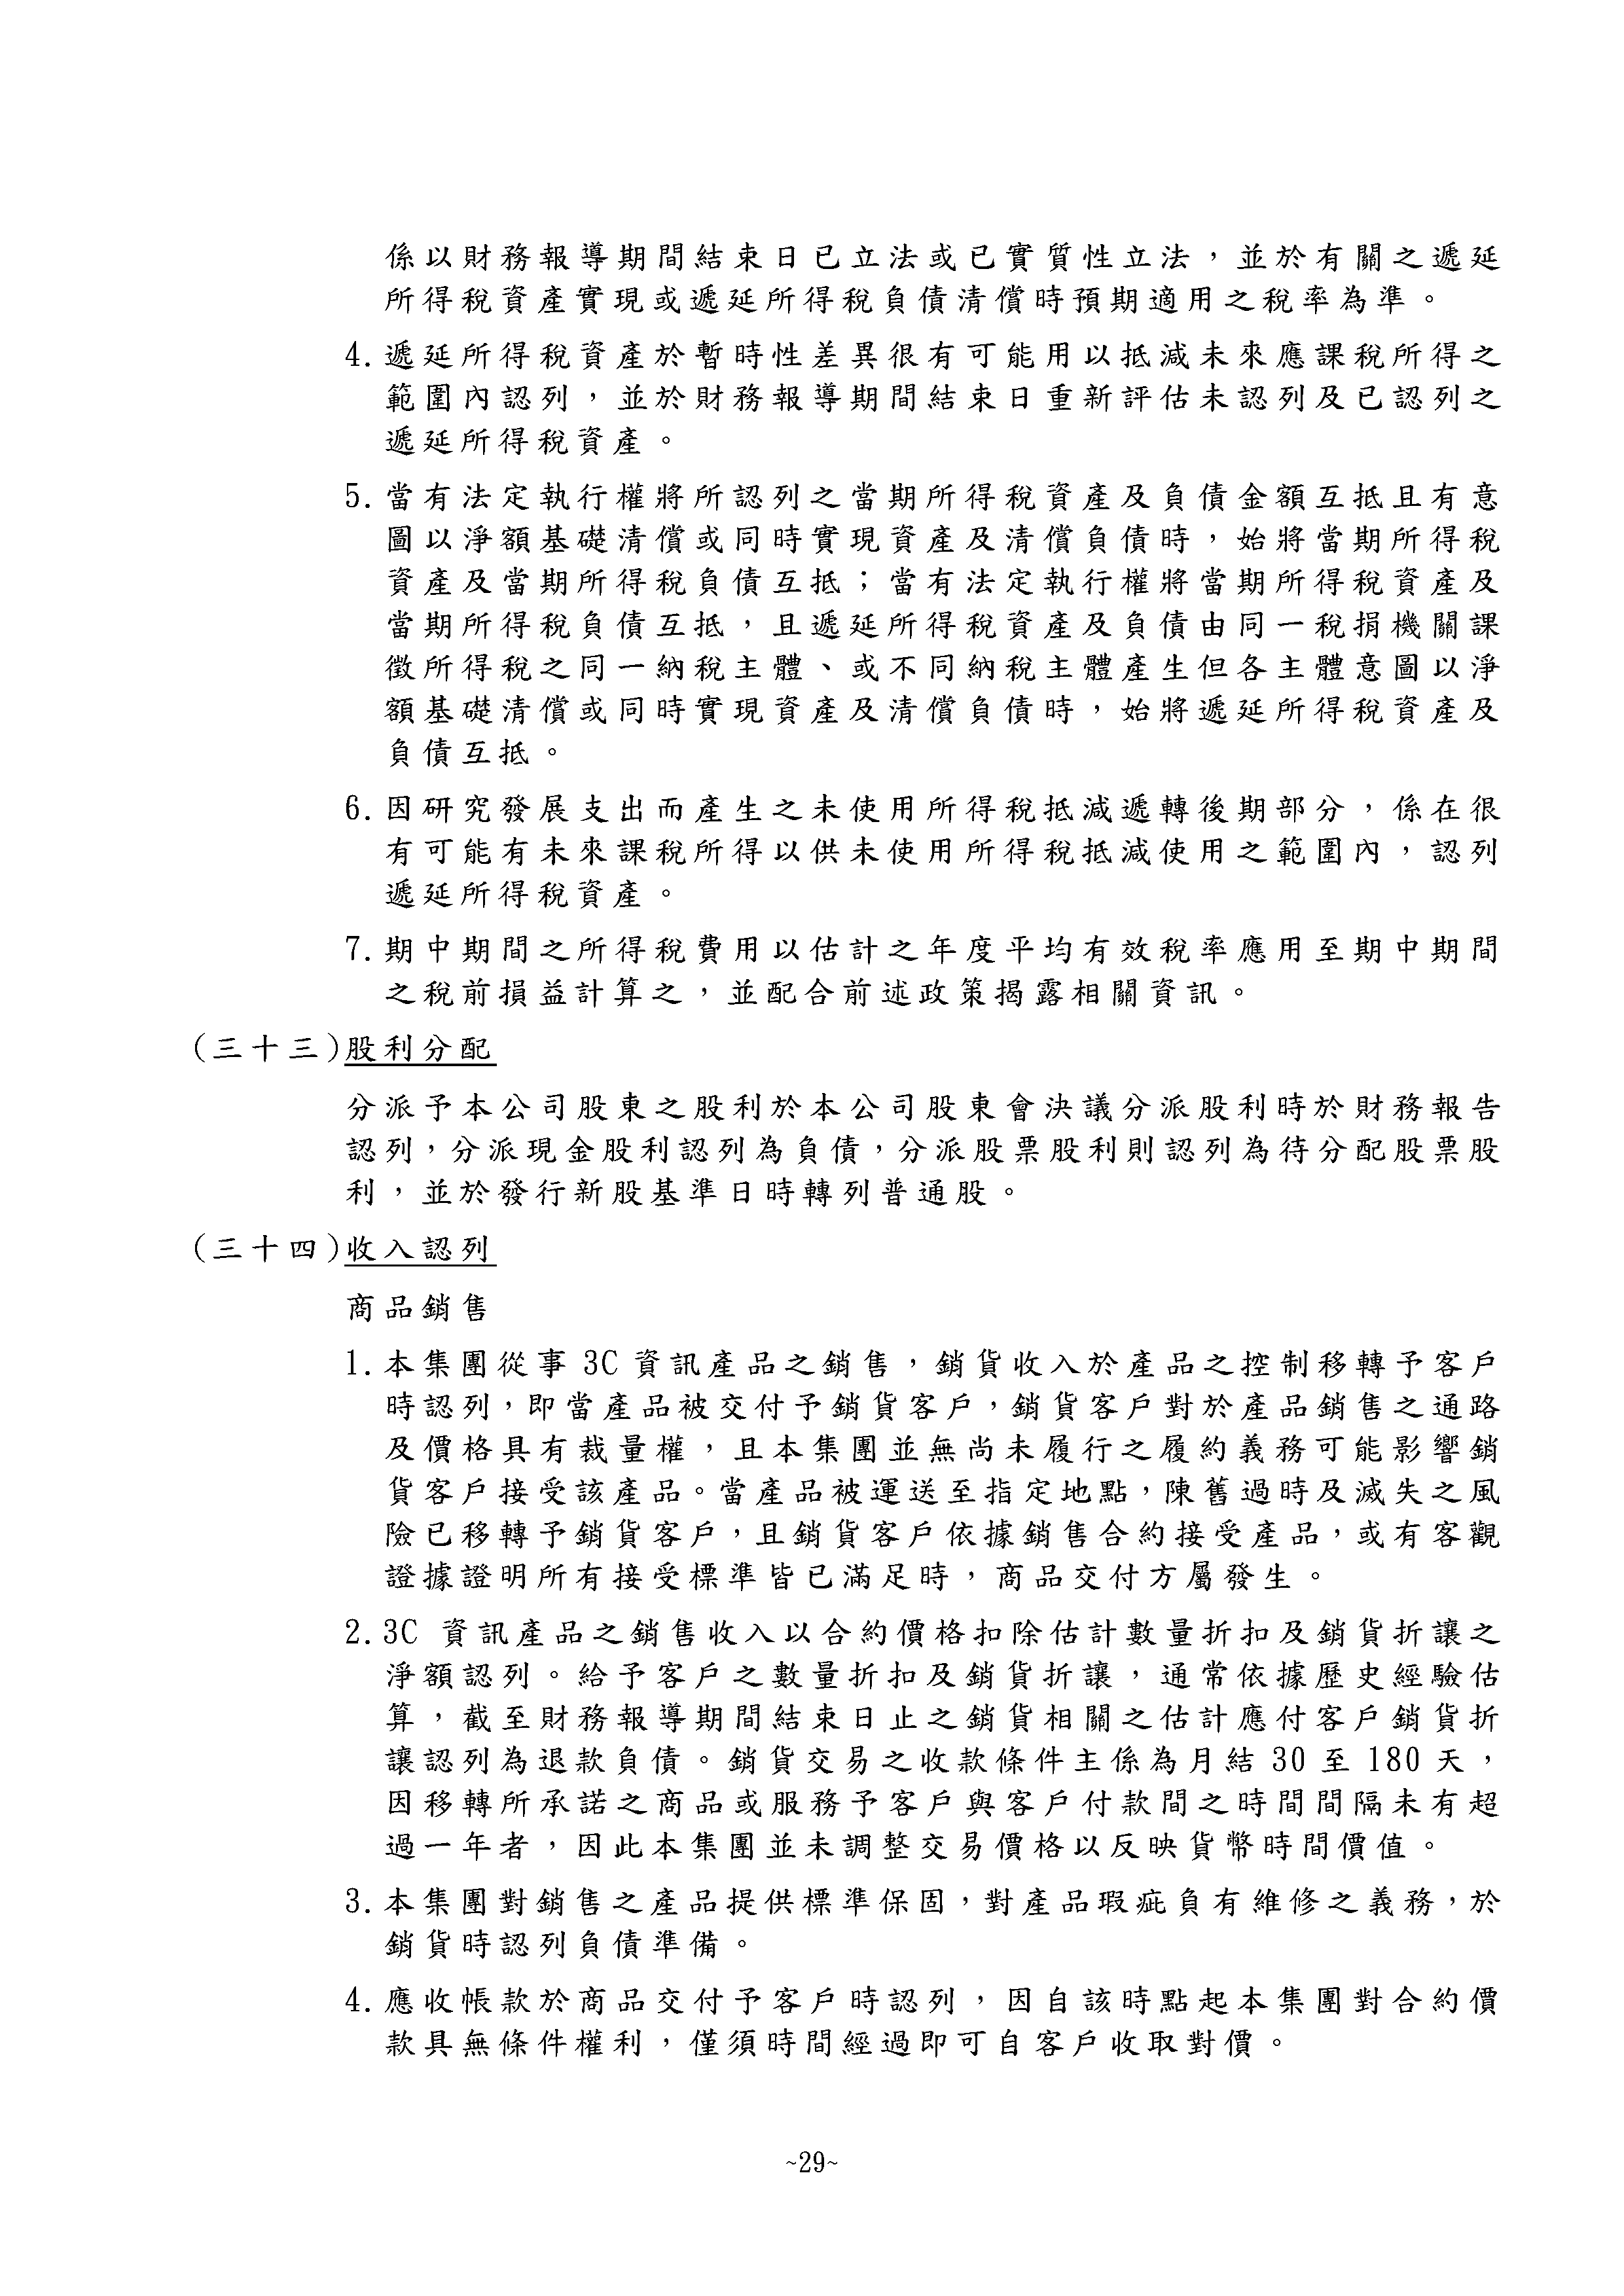 係以財務報導期間結束日已立法或已實質性立法，並於有關之遞延
所得稅資產實現或遞延所得稅負債清償時預期適用之稅率為準。
4.遞延所得稅資產於暫時性差異很有可能用以抵減未來應課稅所得之
範圍內認列，並於財務報導期間結束日重新評估未認列及已認列之
遞延所得稅資產。
5.當有法定執行權將所認列之當期所得稅資產及負債金額互抵且有意
圖以淨額基礎清償或同時實現資產及清償負債時，始將當期所得稅
資產及當期所得稅負債互抵；當有法定執行權將當期所得稅資產及
當期所得稅負債互抵，且遞延所得稅資產及負債由同一稅捐機關課
徵所得稅之同一納稅主體、或不同納稅主體產生但各主體意圖以淨
額基礎清償或同時實現資產及清償負債時，始將遞延所得稅資產及
負債互抵。
6.因研究發展支出而產生之未使用所得稅抵減遞轉後期部分，係在很
有可能有未來課稅所得以供未使用所得稅抵減使用之範圍內，認列
遞延所得稅資產。
7.期中期間之所得稅費用以估計之年度平均有效稅率應用至期中期間
之稅前損益計算之，並配合前述政策揭露相關資訊。
(三十三)股利分配
分派予本公司股東之股利於本公司股東會決議分派股利時於財務報告
認列，分派現金股利認列為負債，分派股票股利則認列為待分配股票股
利，並於發行新股基準日時轉列普通股。
(三十四)收入認列
商品銷售
1.本集團從事 3C 資訊產品之銷售，銷貨收入於產品之控制移轉予客戶
時認列，即當產品被交付予銷貨客戶，銷貨客戶對於產品銷售之通路
及價格具有裁量權，且本集團並無尚未履行之履約義務可能影響銷
貨客戶接受該產品。當產品被運送至指定地點，陳舊過時及滅失之風
險已移轉予銷貨客戶，且銷貨客戶依據銷售合約接受產品，或有客觀
證據證明所有接受標準皆已滿足時，商品交付方屬發生。
2.3C 資訊產品之銷售收入以合約價格扣除估計數量折扣及銷貨折讓之
淨額認列。給予客戶之數量折扣及銷貨折讓，通常依據歷史經驗估
算，截至財務報導期間結束日止之銷貨相關之估計應付客戶銷貨折
讓認列為退款負債。銷貨交易之收款條件主係為月結 30 至 180 天，
因移轉所承諾之商品或服務予客戶與客戶付款間之時間間隔未有超
過一年者，因此本集團並未調整交易價格以反映貨幣時間價值。
3.本集團對銷售之產品提供標準保固，對產品瑕疵負有維修之義務，於
銷貨時認列負債準備。
4.應收帳款於商品交付予客戶時認列，因自該時點起本集團對合約價
款具無條件權利，僅須時間經過即可自客戶收取對價。
~29~